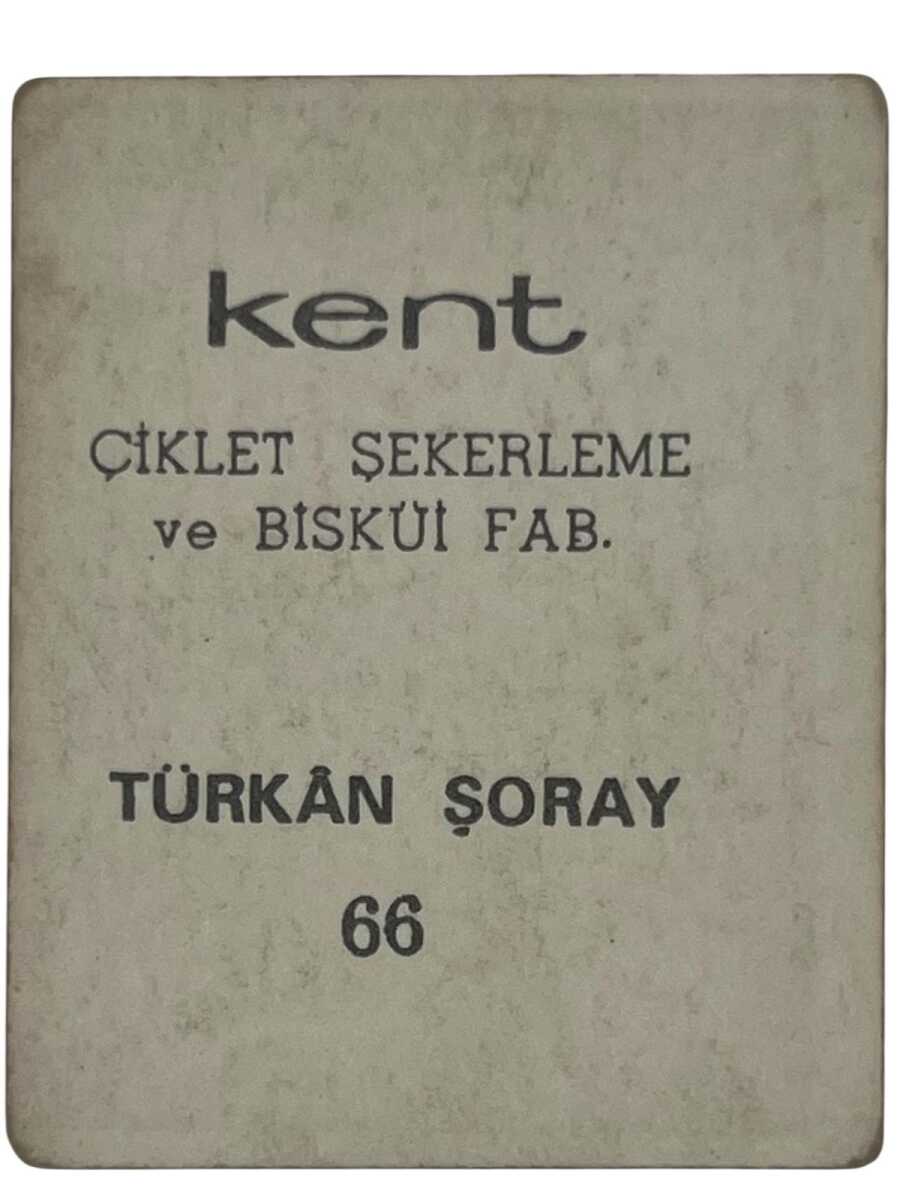 kent
ÇİKLET ŞEKERLEME
ve BİSKÜİ FAB.
TÜRKÂN ŞORAY
66